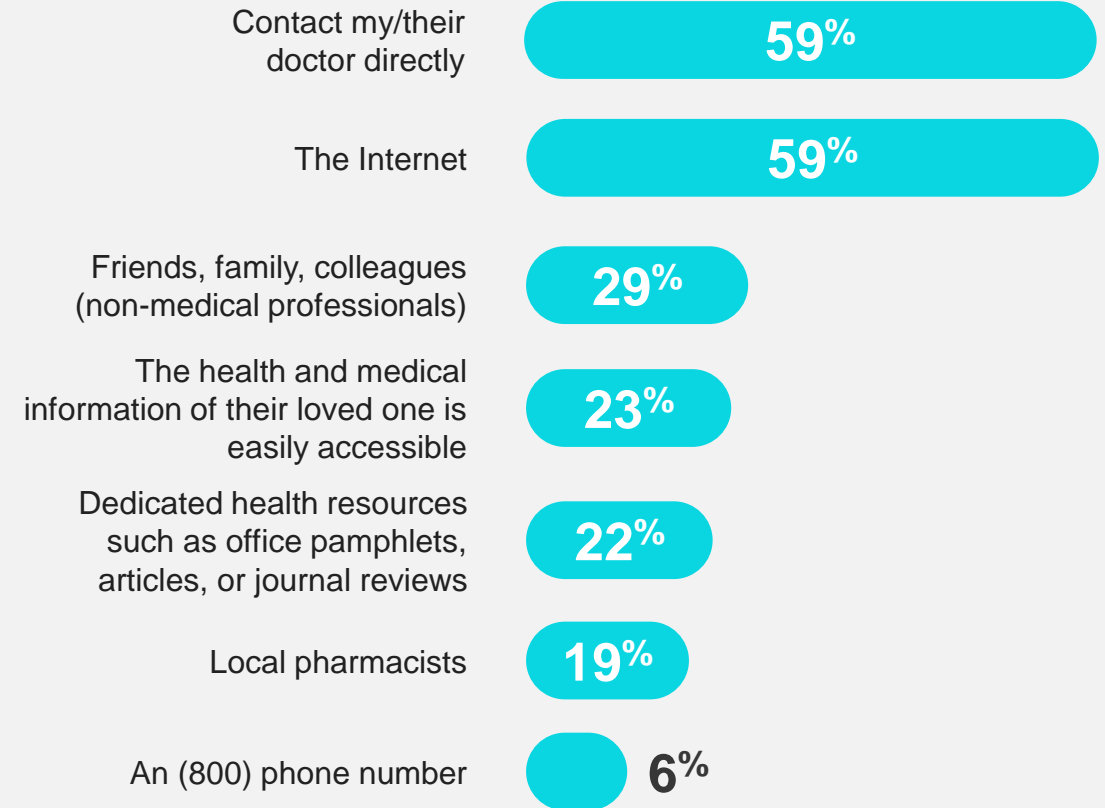 Contact my/their
doctor directly
59%
The Internet
59%
Friends, family, colleagues
(non-medical professionals)
29%
The health and medical
information of their loved one is
easily accessible
23%
Dedicated health resources
such as office pamphlets,
articles, or journal reviews
22%
Local pharmacists
19%
An (800) phone number
6%